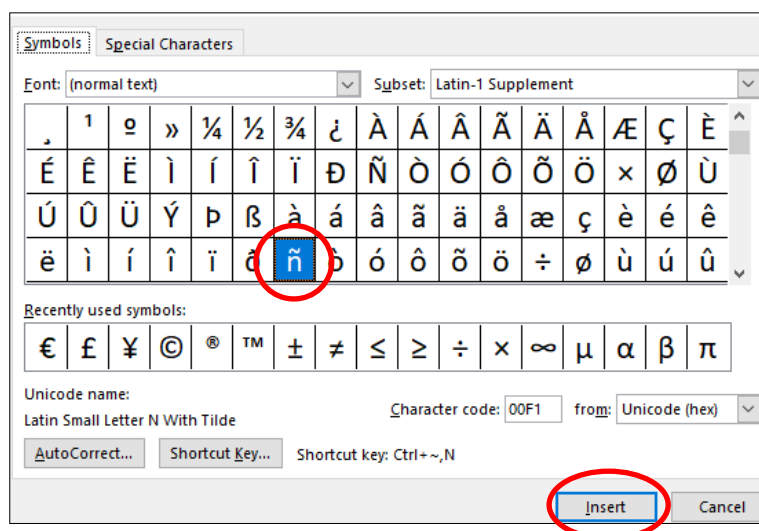 Symbols Special Characters
Font: (normal text) Subset: Latin-1 Supplement
¸ ¹ º » ¼ ½ ¾ ¿ À Á Â Ã Ä Å Æ Ç È
É Ê Ë Ì Í Î Ï Ð Ñ Ò Ó Ô Õ Ö × Ø Ù
Ú Û Ü Ý Þ ß à á â ã ä å æ ç è é ê
ë ì í î ï ð ñ ò ó ô õ ö ÷ ø ù ú û
Recently used symbols:
€ £ ¥ © ® ™ ± ≠ ≤ ≥ ÷ × ∞ µ α β π
Unicode name:
Latin Small Letter N With Tilde
Character code: 00F1 from: Unicode (hex)
AutoCorrect... Shortcut Key... Shortcut key: Ctrl+~,N
Insert Cancel